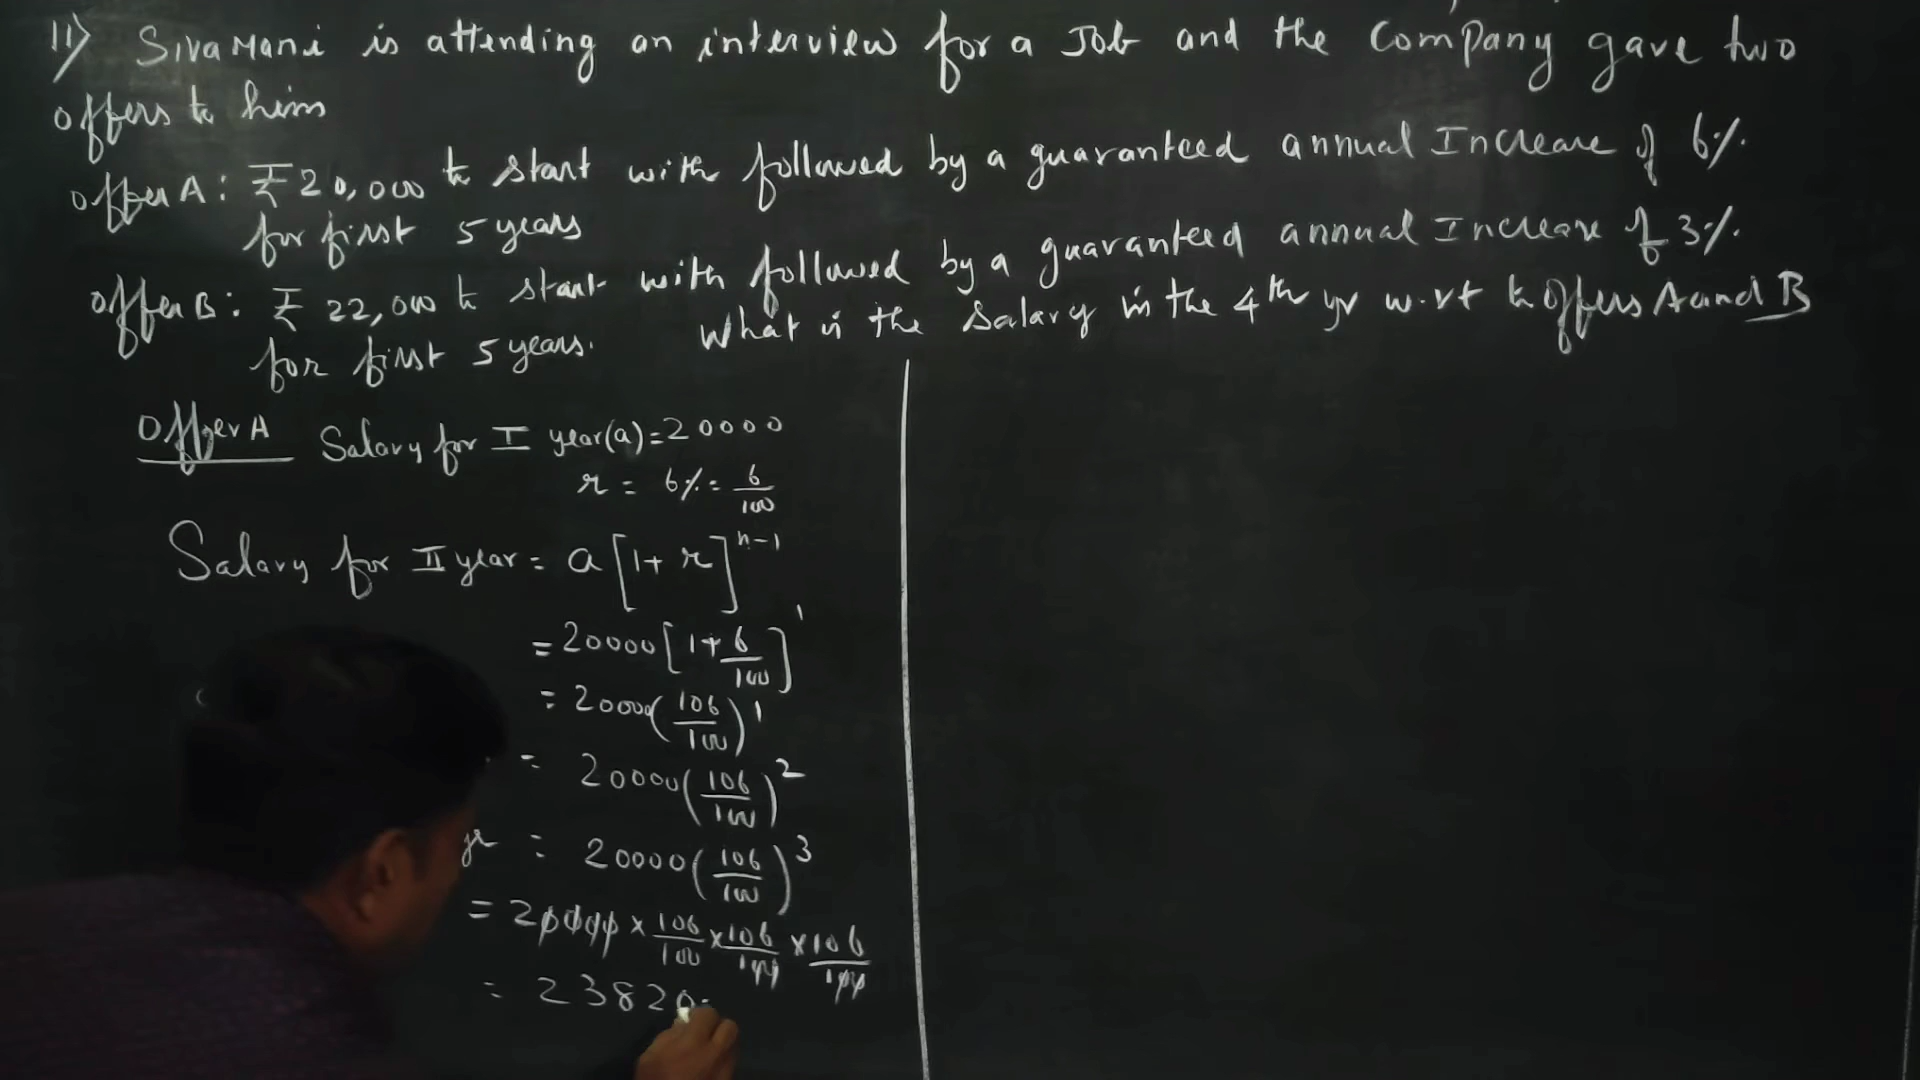 11) Sivamani is attending an interview for a Job and the Company gave two
offers to him
Offer A: ₹ 20,000 to start with followed by a guaranteed annual Increase of 6%
for first 5 years
Offer B: ₹ 22,000 to start with followed by a guaranteed annual Increase of 3%
for first 5 years. What is the Salary in the 4th yr w.r.t to Offers A and B
Offer A Salary for I year(a)=20000
r = 6% = 6/100
Salary for II year = a[1+r]^n-1
= 20000[1+6/100]^1
= 20000(106/100)^1
= 20000(106/100)^2
yr = 20000(106/100)^3
= 20000 × 106/100 × 106/100 × 106/100
= 23820